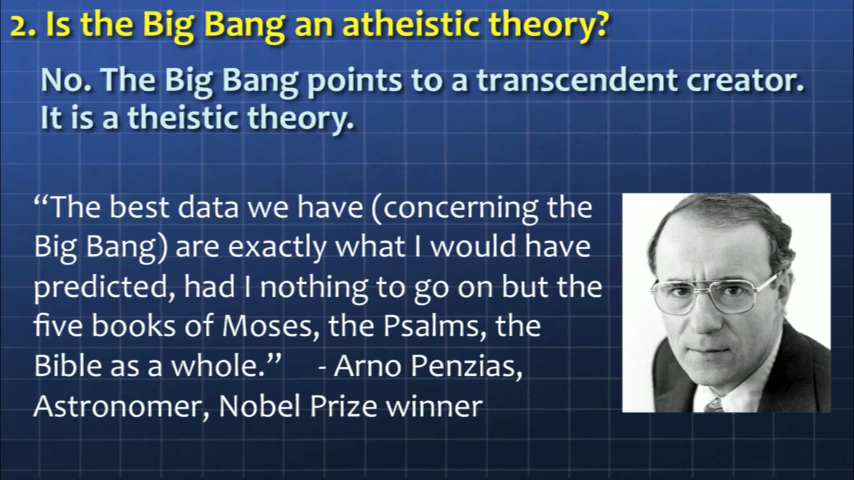 2. Is the Big Bang an atheistic theory?
No. The Big Bang points to a transcendent creator.
It is a theistic theory.
“The best data we have (concerning the
Big Bang) are exactly what I would have
predicted, had I nothing to go on but the
five books of Moses, the Psalms, the
Bible as a whole.” - Arno Penzias,
Astronomer, Nobel Prize winner